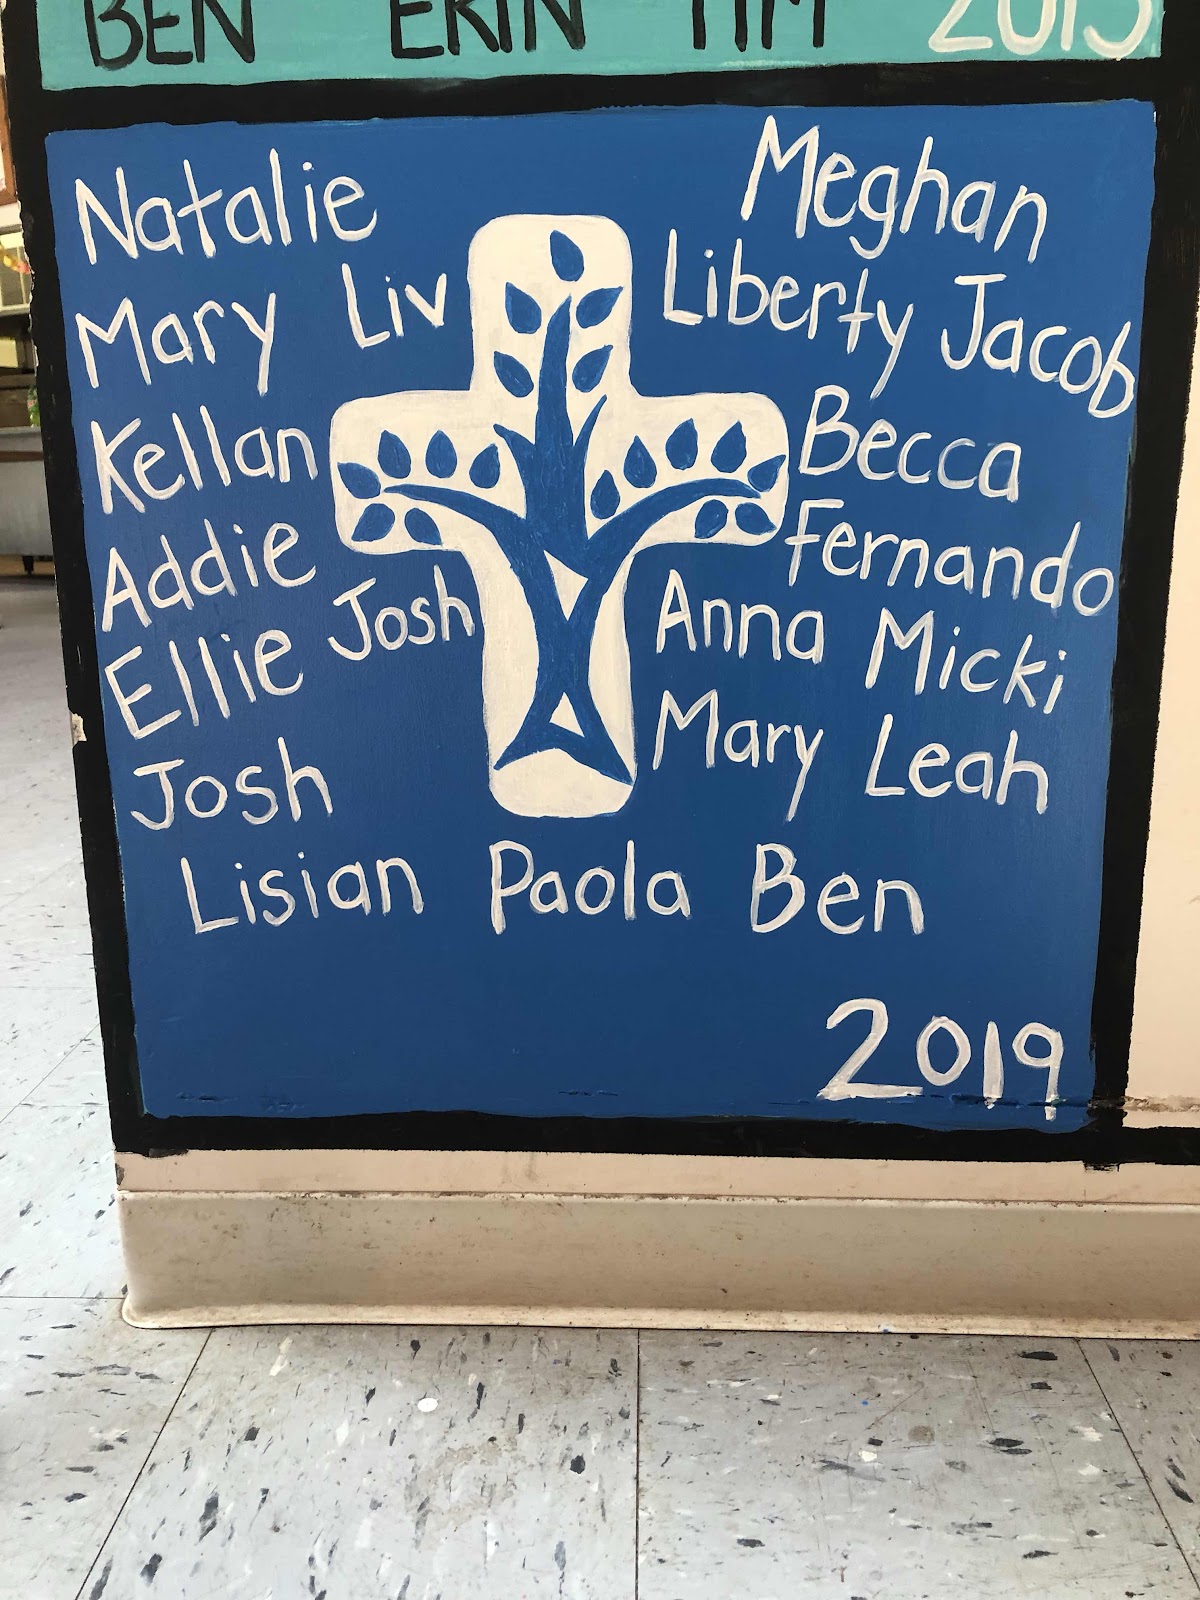 BEN ERIN TIM 2015
Natalie
Mary Liv
Kellan
Addie
Ellie Josh
Josh
Meghan
Liberty Jacob
Becca
Fernando
Anna Micki
Mary Leah
Lisian Paola Ben
2019